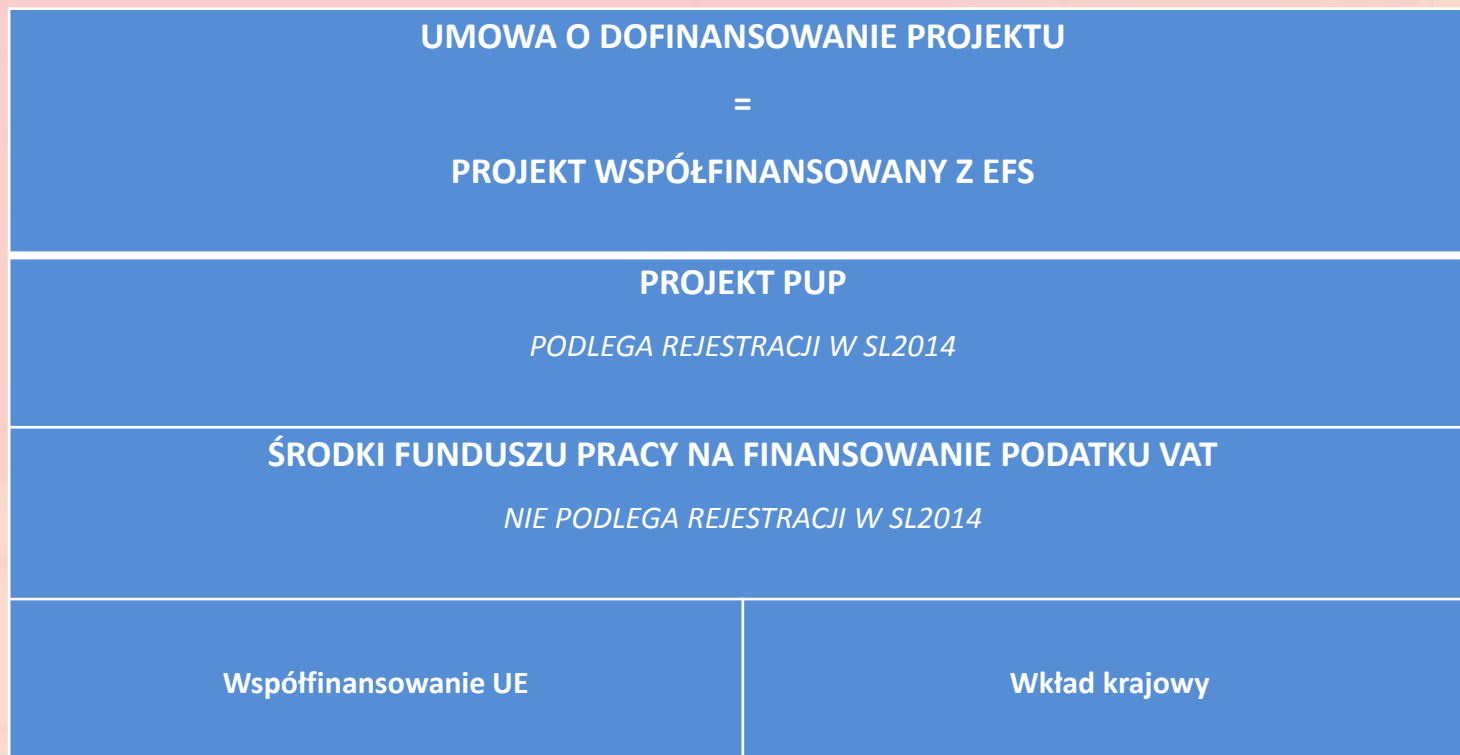 UMOWA O DOFINANSOWANIE PROJEKTU
=
PROJEKT WSPÓŁFINANSOWANY Z EFS
PROJEKT PUP
PODLEGA REJESTRACJI W SL2014
ŚRODKI FUNDUSZU PRACY NA FINANSOWANIE PODATKU VAT
NIE PODLEGA REJESTRACJI W SL2014
Współfinansowanie UE
Wkład krajowy